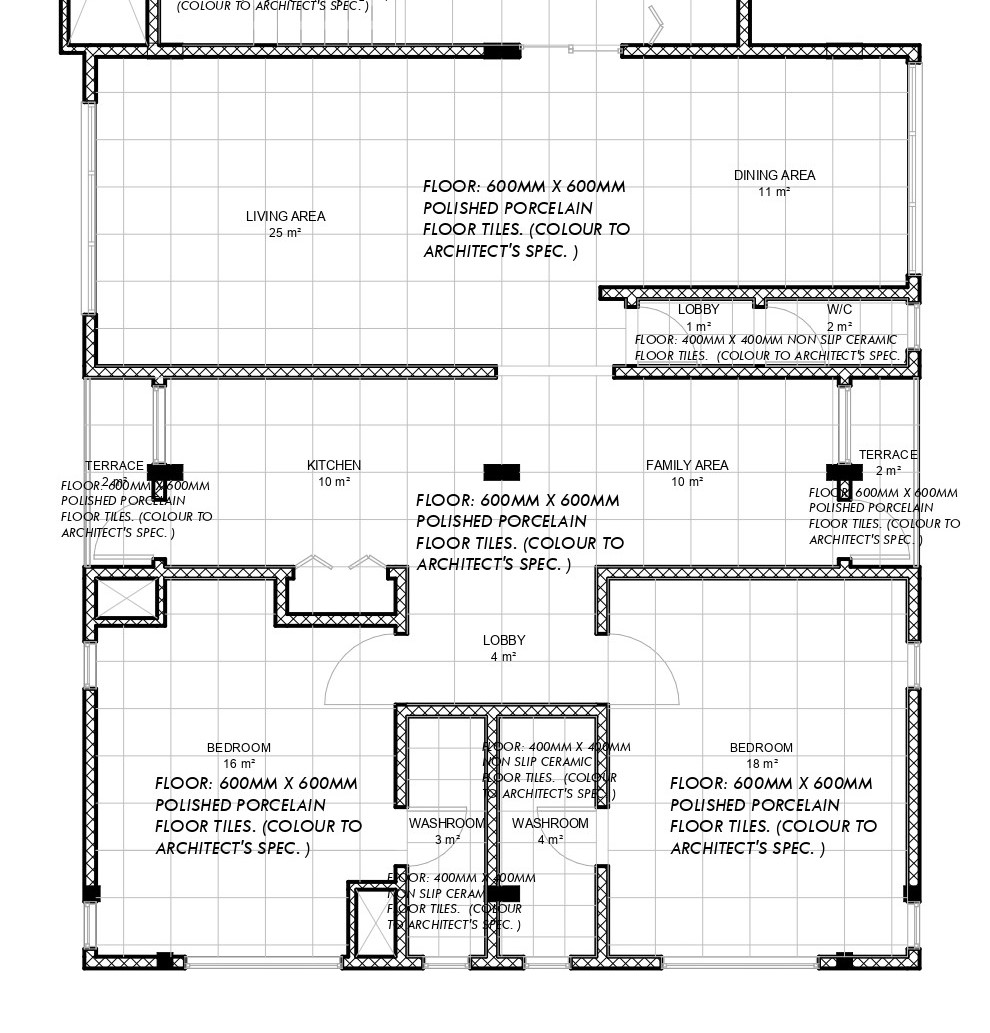 (COLOUR TO ARCHITECT'S SPEC. )
DINING AREA
11 m²
FLOOR: 600MM X 600MM
POLISHED PORCELAIN
FLOOR TILES. (COLOUR TO
ARCHITECT'S SPEC. )
LIVING AREA
25 m²
LOBBY
1 m²
W/C
2 m²
FLOOR: 400MM X 400MM NON SLIP CERAMIC
FLOOR TILES. (COLOUR TO ARCHITECT'S SPEC. )
TERRACE
2 m²
FLOOR: 600MM X 600MM
POLISHED PORCELAIN
FLOOR TILES. (COLOUR TO
ARCHITECT'S SPEC. )
KITCHEN
10 m²
FAMILY AREA
10 m²
FLOOR: 600MM X 600MM
POLISHED PORCELAIN
FLOOR TILES. (COLOUR TO
ARCHITECT'S SPEC. )
TERRACE
2 m²
FLOOR: 600MM X 600MM
POLISHED PORCELAIN
FLOOR TILES. (COLOUR TO
ARCHITECT'S SPEC. )
LOBBY
4 m²
BEDROOM
16 m²
FLOOR: 600MM X 600MM
POLISHED PORCELAIN
FLOOR TILES. (COLOUR TO
ARCHITECT'S SPEC. )
FLOOR: 400MM X 400MM
NON SLIP CERAMIC
FLOOR TILES. (COLOUR
TO ARCHITECT'S SPEC. )
BEDROOM
18 m²
FLOOR: 600MM X 600MM
POLISHED PORCELAIN
FLOOR TILES. (COLOUR TO
ARCHITECT'S SPEC. )
WASHROOM
3 m²
WASHROOM
4 m²
FLOOR: 400MM X 400MM
NON SLIP CERAM
FLOOR TILES. (COLOUR
TO ARCHITECT'S SPEC. )